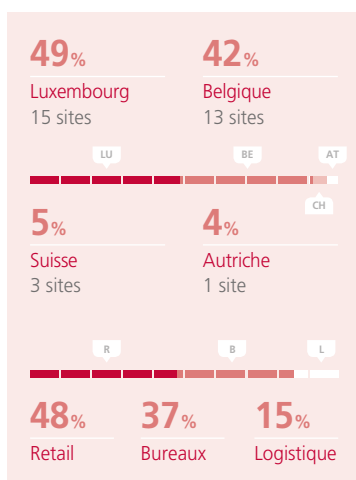 49% 42%
Luxembourg Belgique
15 sites 13 sites
LU BE AT
CH
5% 4%
Suisse Autriche
3 sites 1 site
R B L
48% 37% 15%
Retail Bureaux Logistique